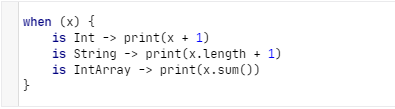 when (x) {
    is Int -> print(x + 1)
    is String -> print(x.length + 1)
    is IntArray -> print(x.sum())
}